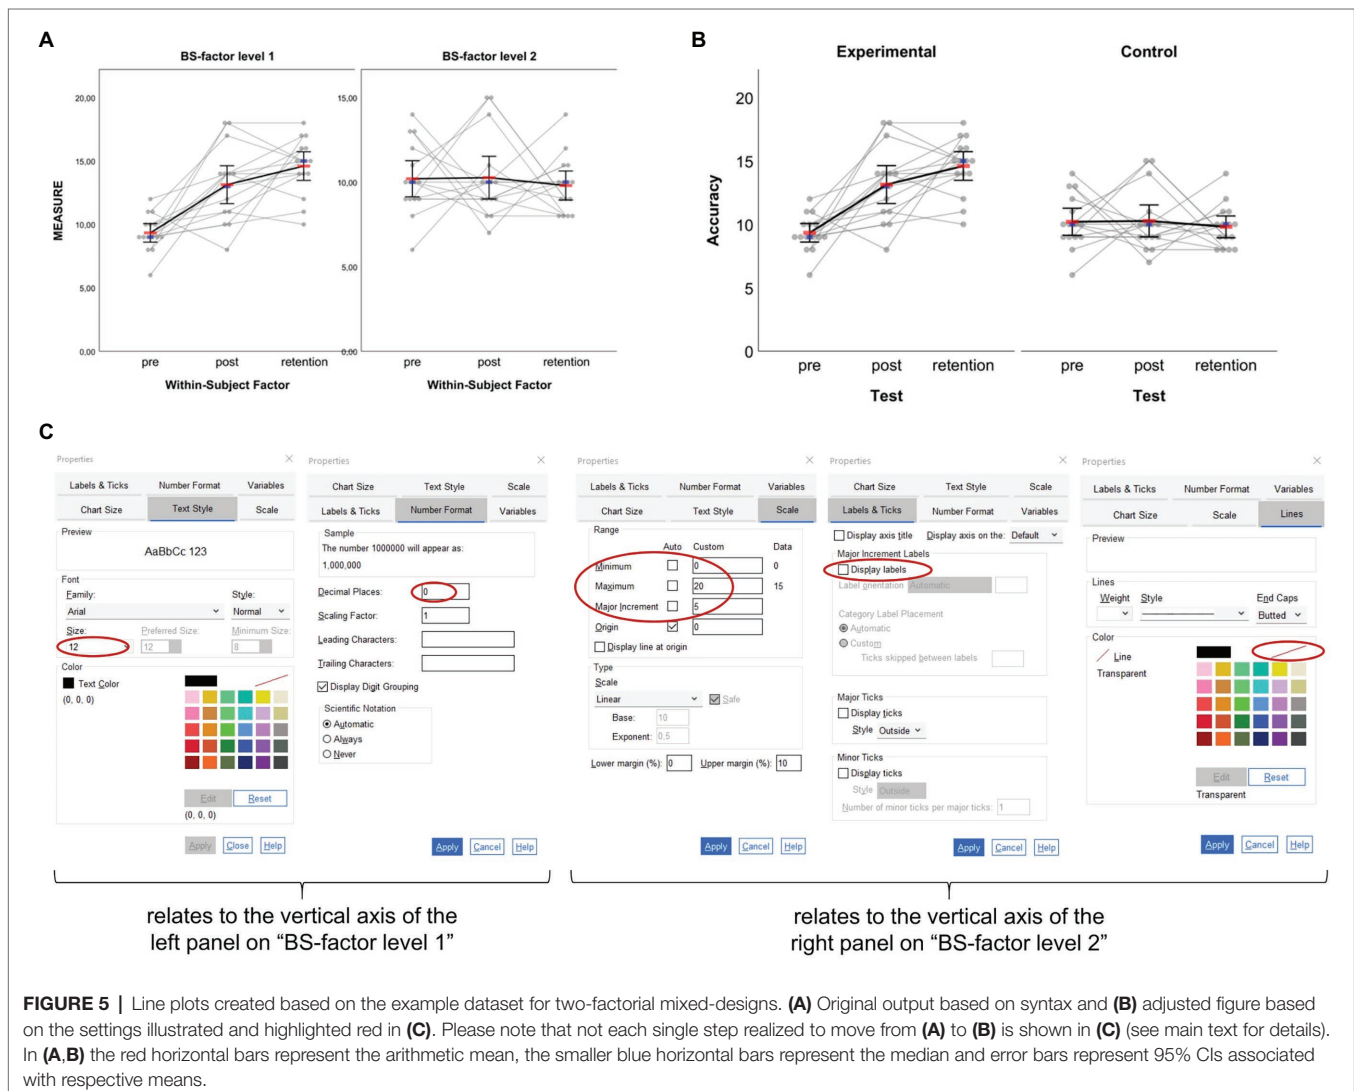 A
BS-factor level 1
BS-factor level 2
20,00
15,00
10,00
5,00
0,00
MEASURE
pre
post
retention
Within-Subject Factor
15,00
10,00
5,00
0,00
pre
post
retention
Within-Subject Factor
B
Experimental
Control
20
15
10
5
0
Accuracy
pre
post
retention
Test
pre
post
retention
Test
C
Properties
Labels & Ticks Number Format Variables
Chart Size Text Style Scale
Preview
AaBbCc 123
Font
Family: Style:
Arial Normal
Size: Preferred Size: Minimum Size:
12 12 8
Color
Text Color
(0, 0, 0)
Edit Reset
(0, 0, 0)
Apply Close Help
Properties
Chart Size Text Style Scale
Labels & Ticks Number Format Variables
Sample
The number 1000000 will appear as:
1,000,000
Decimal Places: 0
Scaling Factor: 1
Leading Characters:
Trailing Characters:
Display Digit Grouping
Scientific Notation
Automatic
Always
Never
Apply Cancel Help
Properties
Labels & Ticks Number Format Variables
Chart Size Text Style Scale
Range
Auto Custom Data
Minimum 0 0
Maximum 20 15
Major Increment 5
Origin 0
Display line at origin
Type
Scale
Linear Safe
Base: 10
Exponent: 0,5
Lower margin (%): 0 Upper margin (%): 10
Apply Cancel Help
Properties
Chart Size Text Style Scale
Labels & Ticks Number Format Variables
Display axis title Display axis on the: Default
Major Increment Labels
Display labels
Label orientation Automatic
Category Label Placement
Automatic
Custom
Ticks skipped between labels
Major Ticks
Display ticks
Style Outside
Minor Ticks
Display ticks
Style Outside
Number of minor ticks per major ticks: 1
Apply Cancel Help
Properties
Labels & Ticks Number Format Variables
Chart Size Scale Lines
Preview
Lines
Weight Style End Caps
Butted
Color
Line
Transparent
Edit Reset
Transparent
Apply Cancel Help
relates to the vertical axis of the
left panel on “BS-factor level 1”
relates to the vertical axis of the
right panel on “BS-factor level 2”
FIGURE 5 | Line plots created based on the example dataset for two-factorial mixed-designs. (A) Original output based on syntax and (B) adjusted figure based
on the settings illustrated and highlighted red in (C). Please note that not each single step realized to move from (A) to (B) is shown in (C) (see main text for details).
In (A,B) the red horizontal bars represent the arithmetic mean, the smaller blue horizontal bars represent the median and error bars represent 95% CIs associated
with respective means.